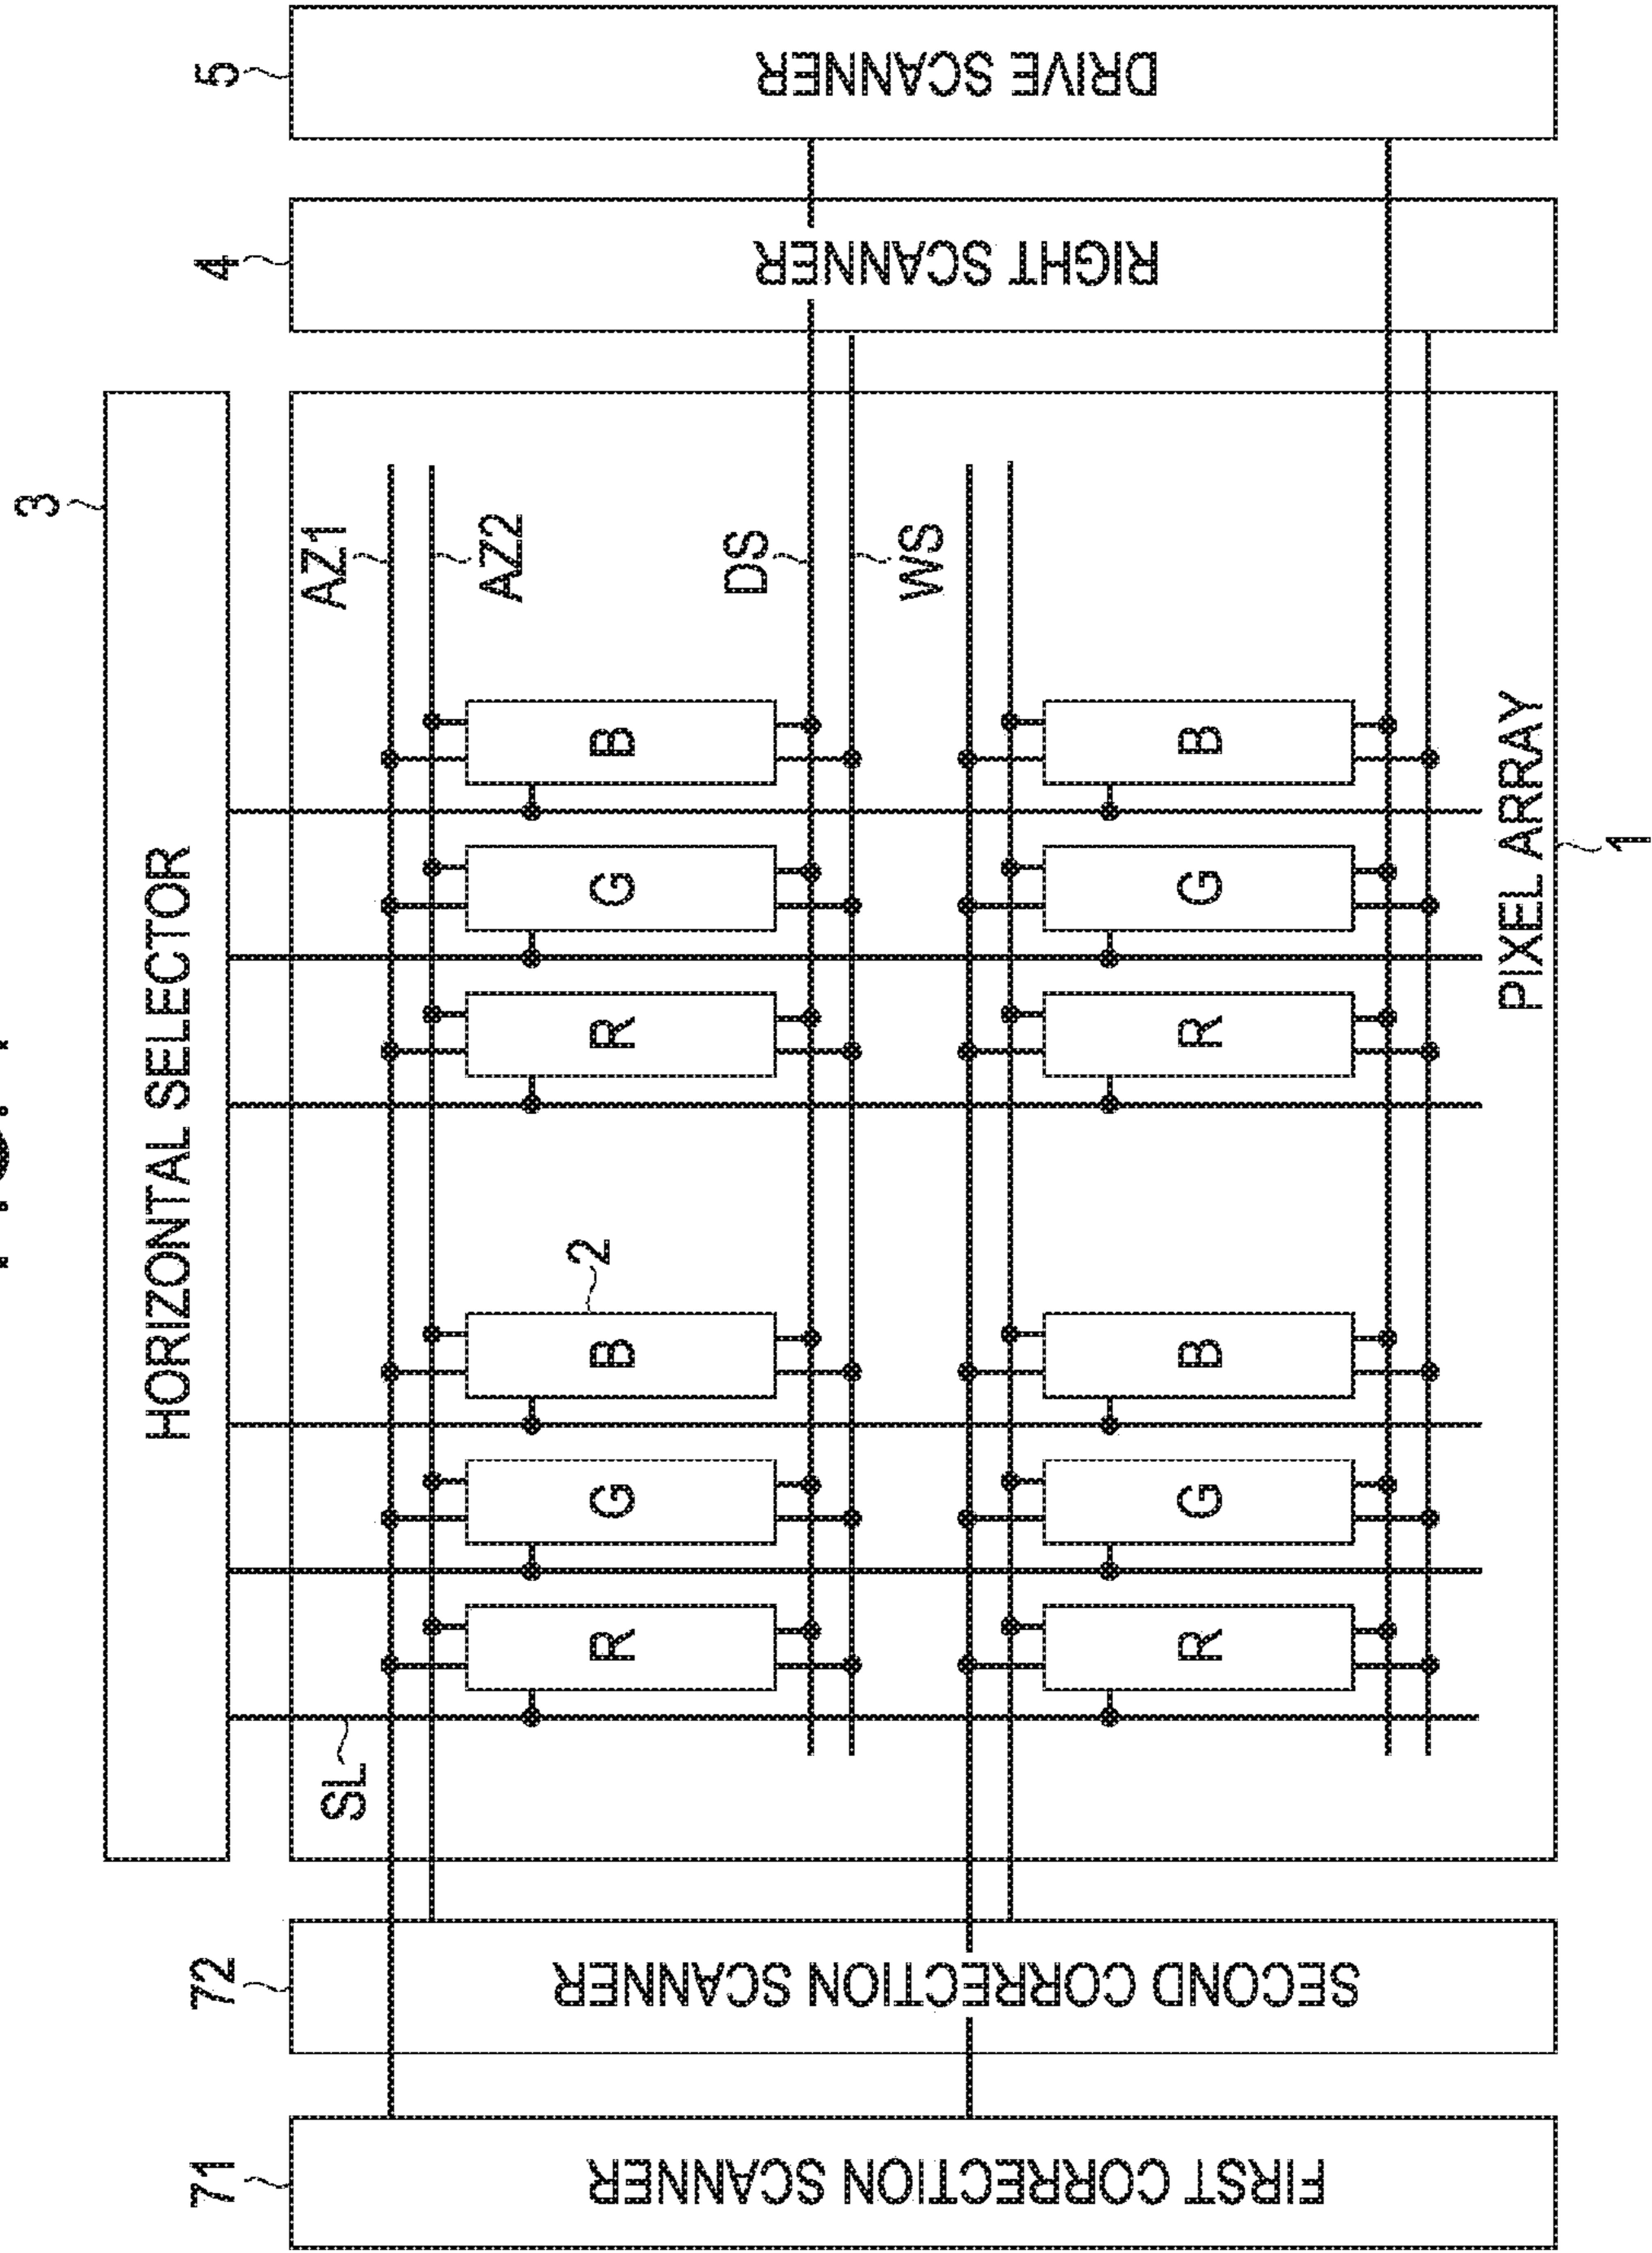 3
HORIZONTAL SELECTOR
71
FIRST CORRECTION SCANNER
72
SECOND CORRECTION SCANNER
SL
AZ1
AZ2
R
G
B
2
R
G
B
DS
WS
R
G
B
R
G
B
PIXEL ARRAY
1
4
RIGHT SCANNER
5
DRIVE SCANNER